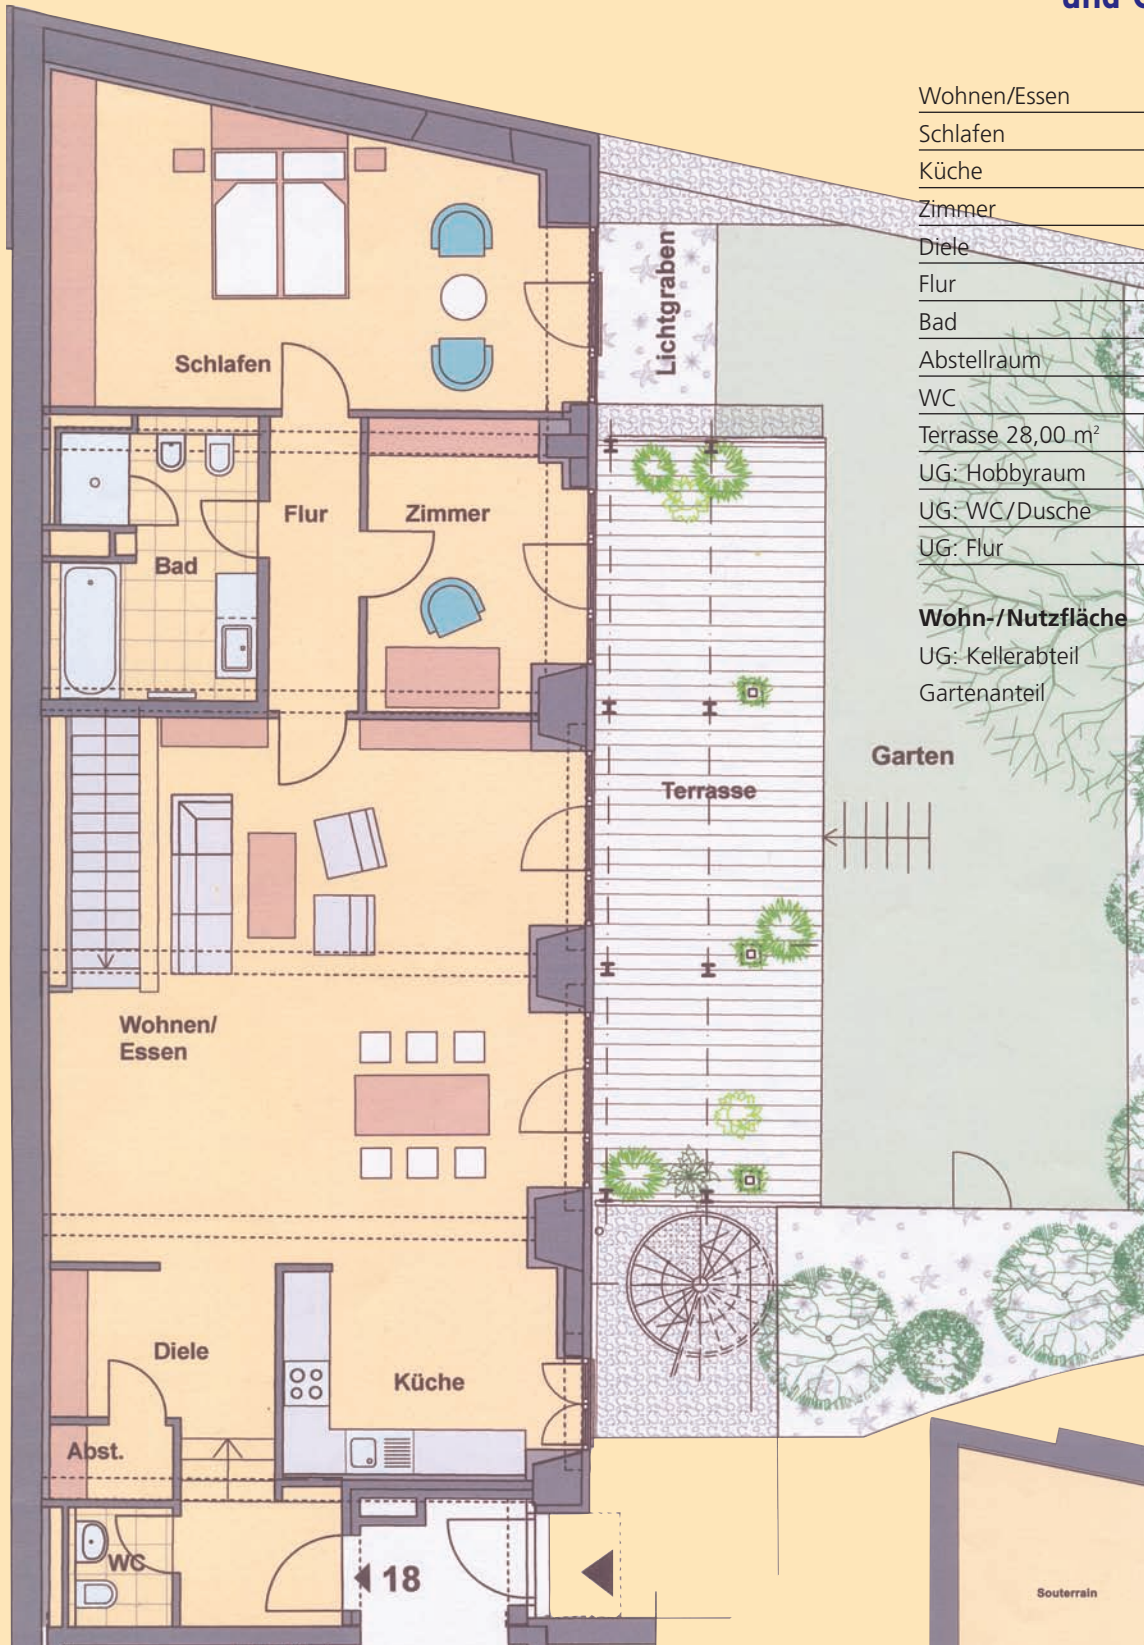 und
Wohnen/Essen
Schlafen
Küche
Zimmer
Diele
Flur
Bad
Abstellraum
WC
Terrasse 28,00 m²
UG: Hobbyraum
UG: WC/Dusche
UG: Flur
Wohn-/Nutzfläche
UG: Kellerabteil
Gartenanteil
Schlafen
Lichtgraben
Flur
Zimmer
Bad
Garten
Terrasse
Wohnen/
Essen
Diele
Küche
Abst.
WC
18
Souterrain